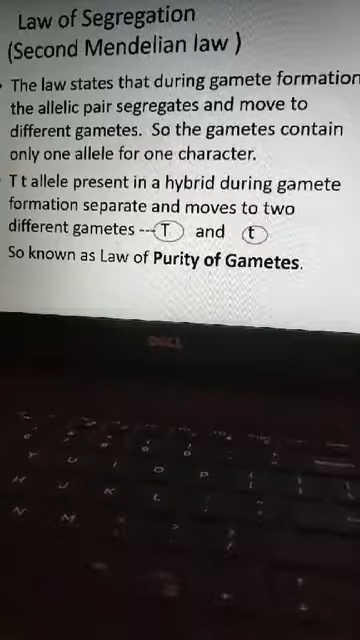 Law of Segregation
(Second Mendelian law )
The law states that during gamete formation
the allelic pair segregates and move to
different gametes. So the gametes contain
only one allele for one character.
T t allele present in a hybrid during gamete
formation separate and moves to two
different gametes --- T and t
So known as Law of Purity of Gametes.
DELL
Y U I O P
H J K L
N M